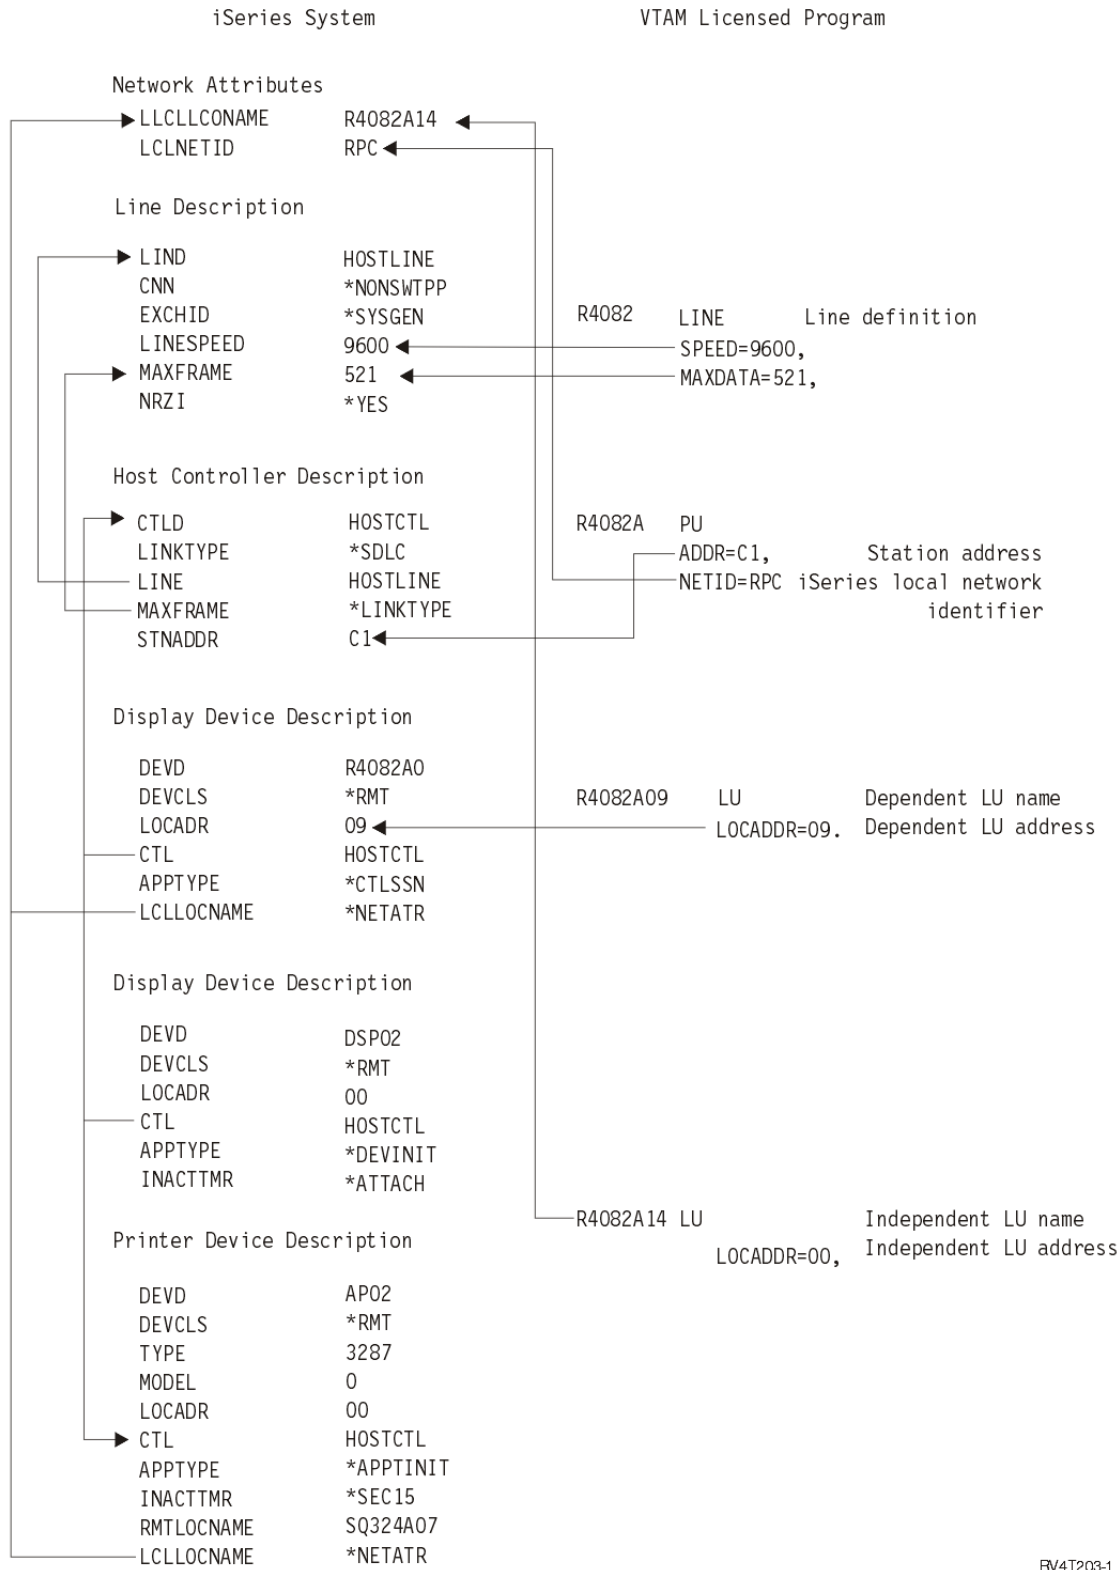 iSeries System VTAM Licensed Program
Network Attributes
LLCLLCONAME R4082A14
LCLNETID RPC
Line Description
LIND HOSTLINE
CNN *NONSWTPP
EXCHID *SYSGEN R4082 LINE Line definition
LINESPEED 9600 SPEED=9600,
MAXFRAME 521 MAXDATA=521,
NRZI *YES
Host Controller Description
CTLD HOSTCTL R4082A PU
LINKTYPE *SDLC ADDR=C1, Station address
LINE HOSTLINE NETID=RPC iSeries local network
MAXFRAME *LINKTYPE identifier
STNADDR C1
Display Device Description
DEVD R4082A0
DEVCLS *RMT R4082A09 LU Dependent LU name
LOCADR 09 LOCADDR=09. Dependent LU address
CTL HOSTCTL
APPTYPE *CTLSSN
LCLLOCNAME *NETATR
Display Device Description
DEVD DSP02
DEVCLS *RMT
LOCADR 00
CTL HOSTCTL
APPTYPE *DEVINIT
INACTTMR *ATTACH
R4082A14 LU Independent LU name
Printer Device Description LOCADDR=00, Independent LU address
DEVD AP02
DEVCLS *RMT
TYPE 3287
MODEL 0
LOCADR 00
CTL HOSTCTL
APPTYPE *APPTINIT
INACTTMR *SEC15
RMTLOCNAME SQ324A07
LCLLOCNAME *NETATR
RV4T203-1